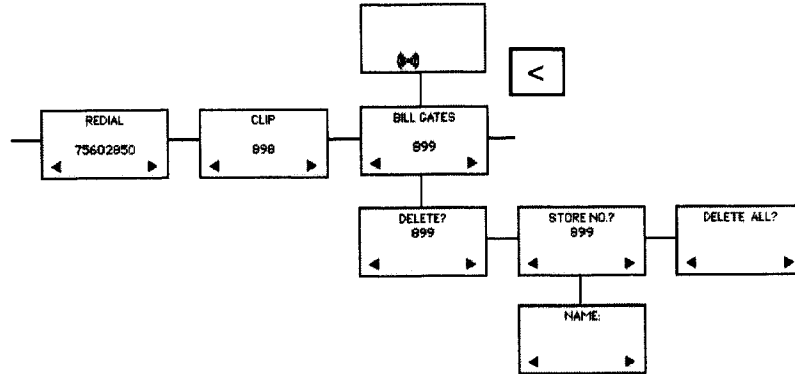 <
REDIAL
75602850
CLIP
898
BILL GATES
899
DELETE?
899
STORE NO.?
899
DELETE ALL?
NAME: